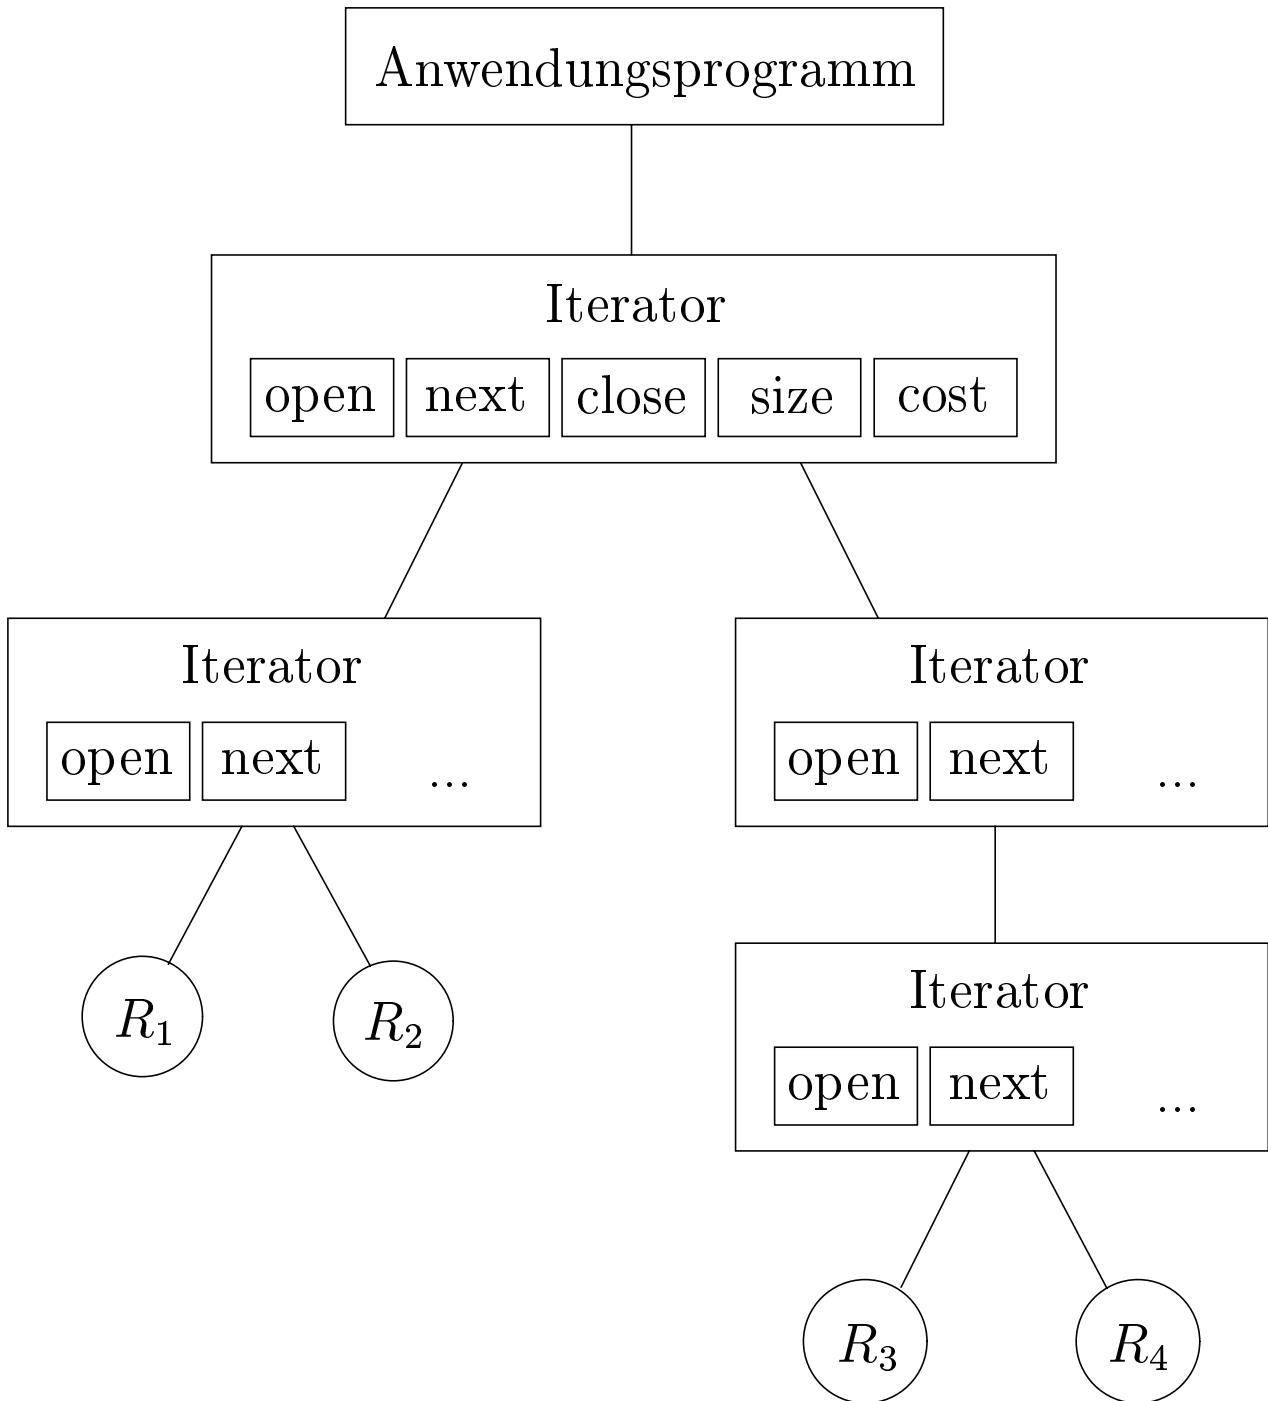 Anwendungsprogramm
Iterator
open next close size cost
Iterator Iterator
open next ... open next ...
Iterator
R₁ R₂
open next ...
R₃ R₄